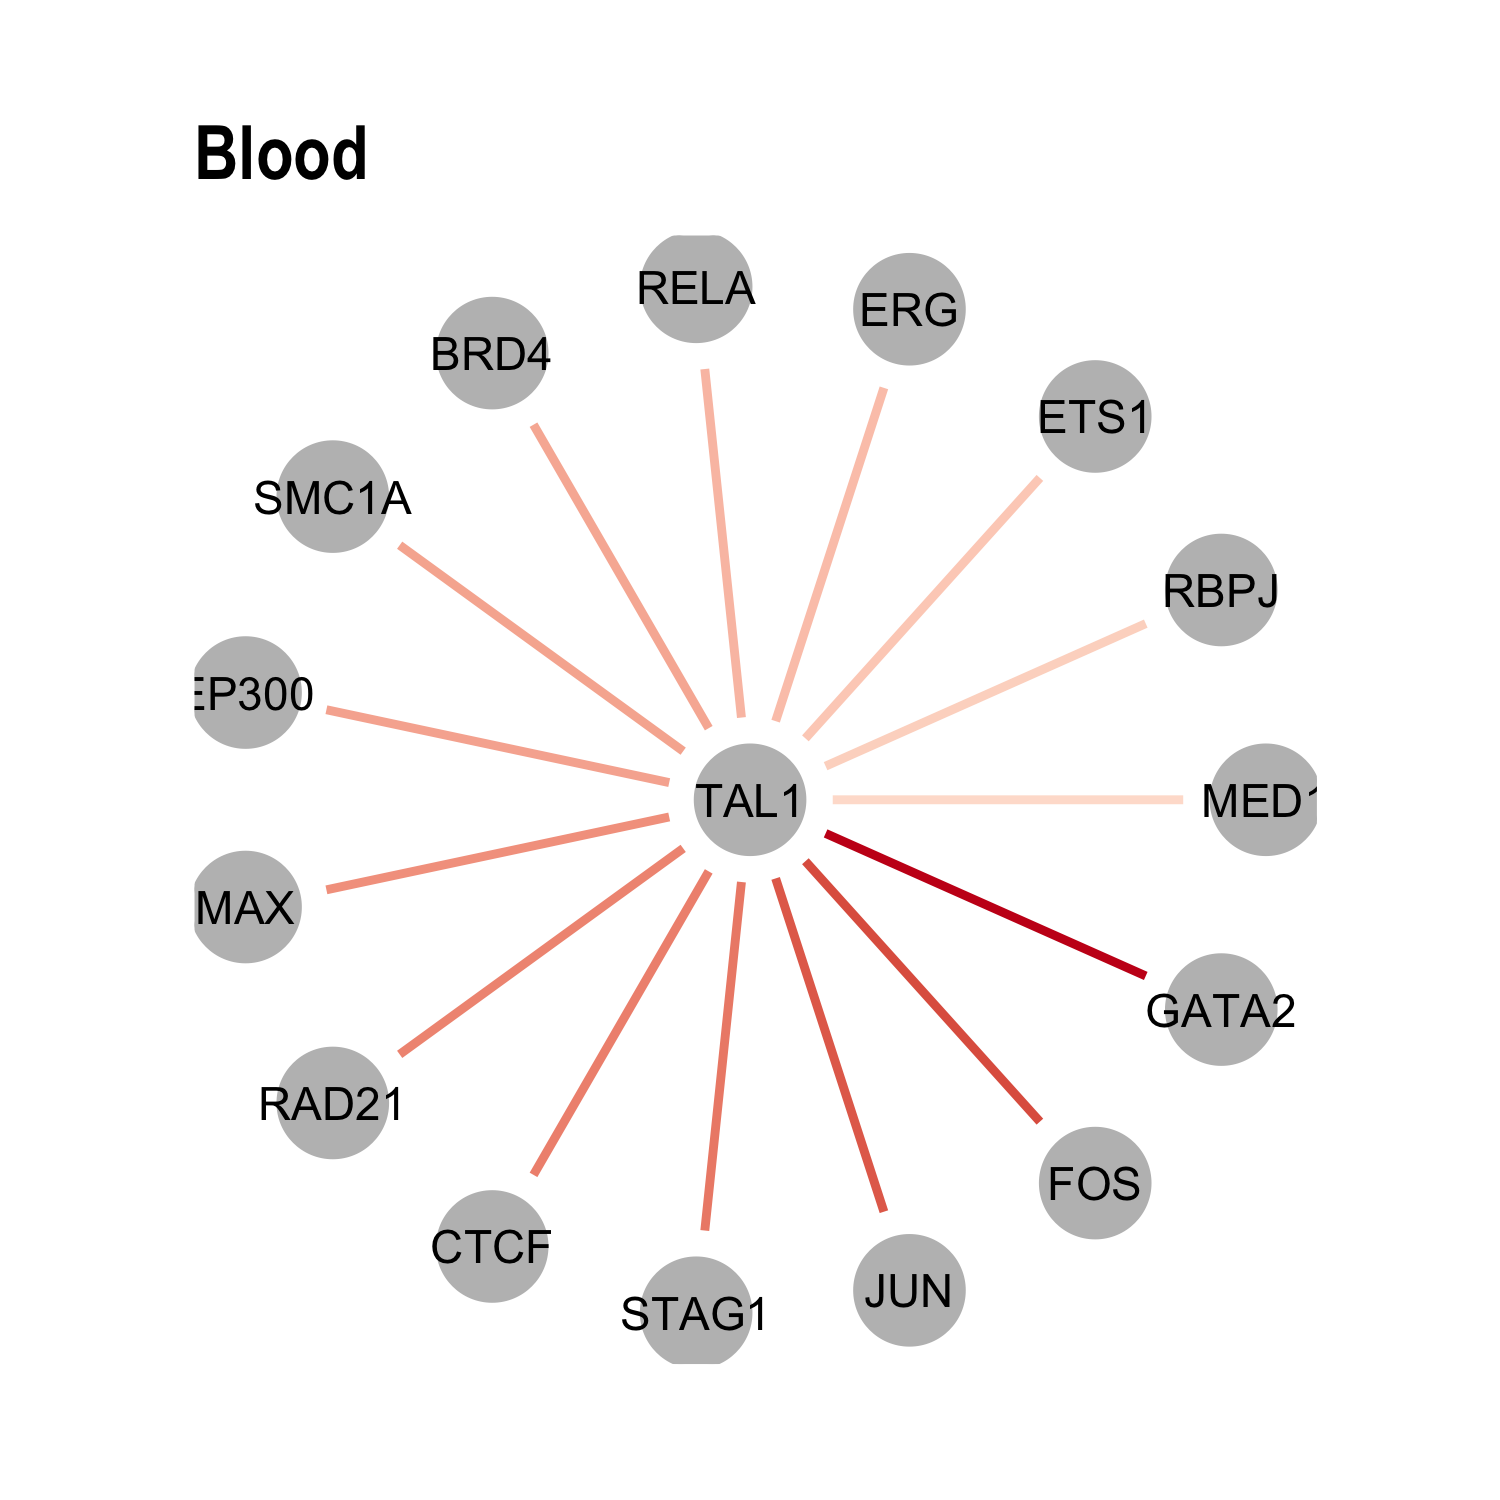 Blood
RELA
ERG
BRD4
ETS1
SMC1A
RBPJ
EP300
TAL1
MED1
MAX
GATA2
RAD21
FOS
CTCF
JUN
STAG1